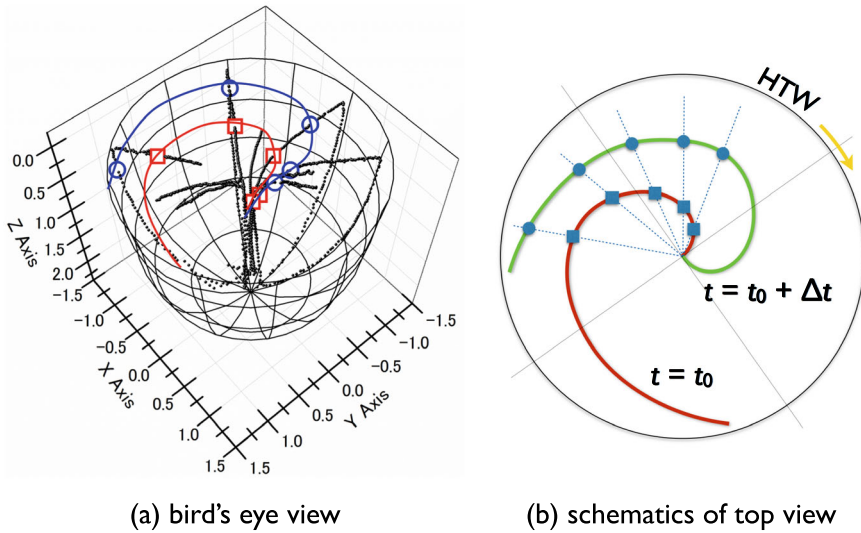 0.0
0.5
1.0
1.5
2.0
Z Axis
-1.5
-1.0
-0.5
0.0
0.5
1.0
1.5
X Axis
1.5
1.0
0.5
0.0
-0.5
-1.0
-1.5
Y Axis
(a) bird's eye view
HTW
t = t0 + Δt
t = t0
(b) schematics of top view